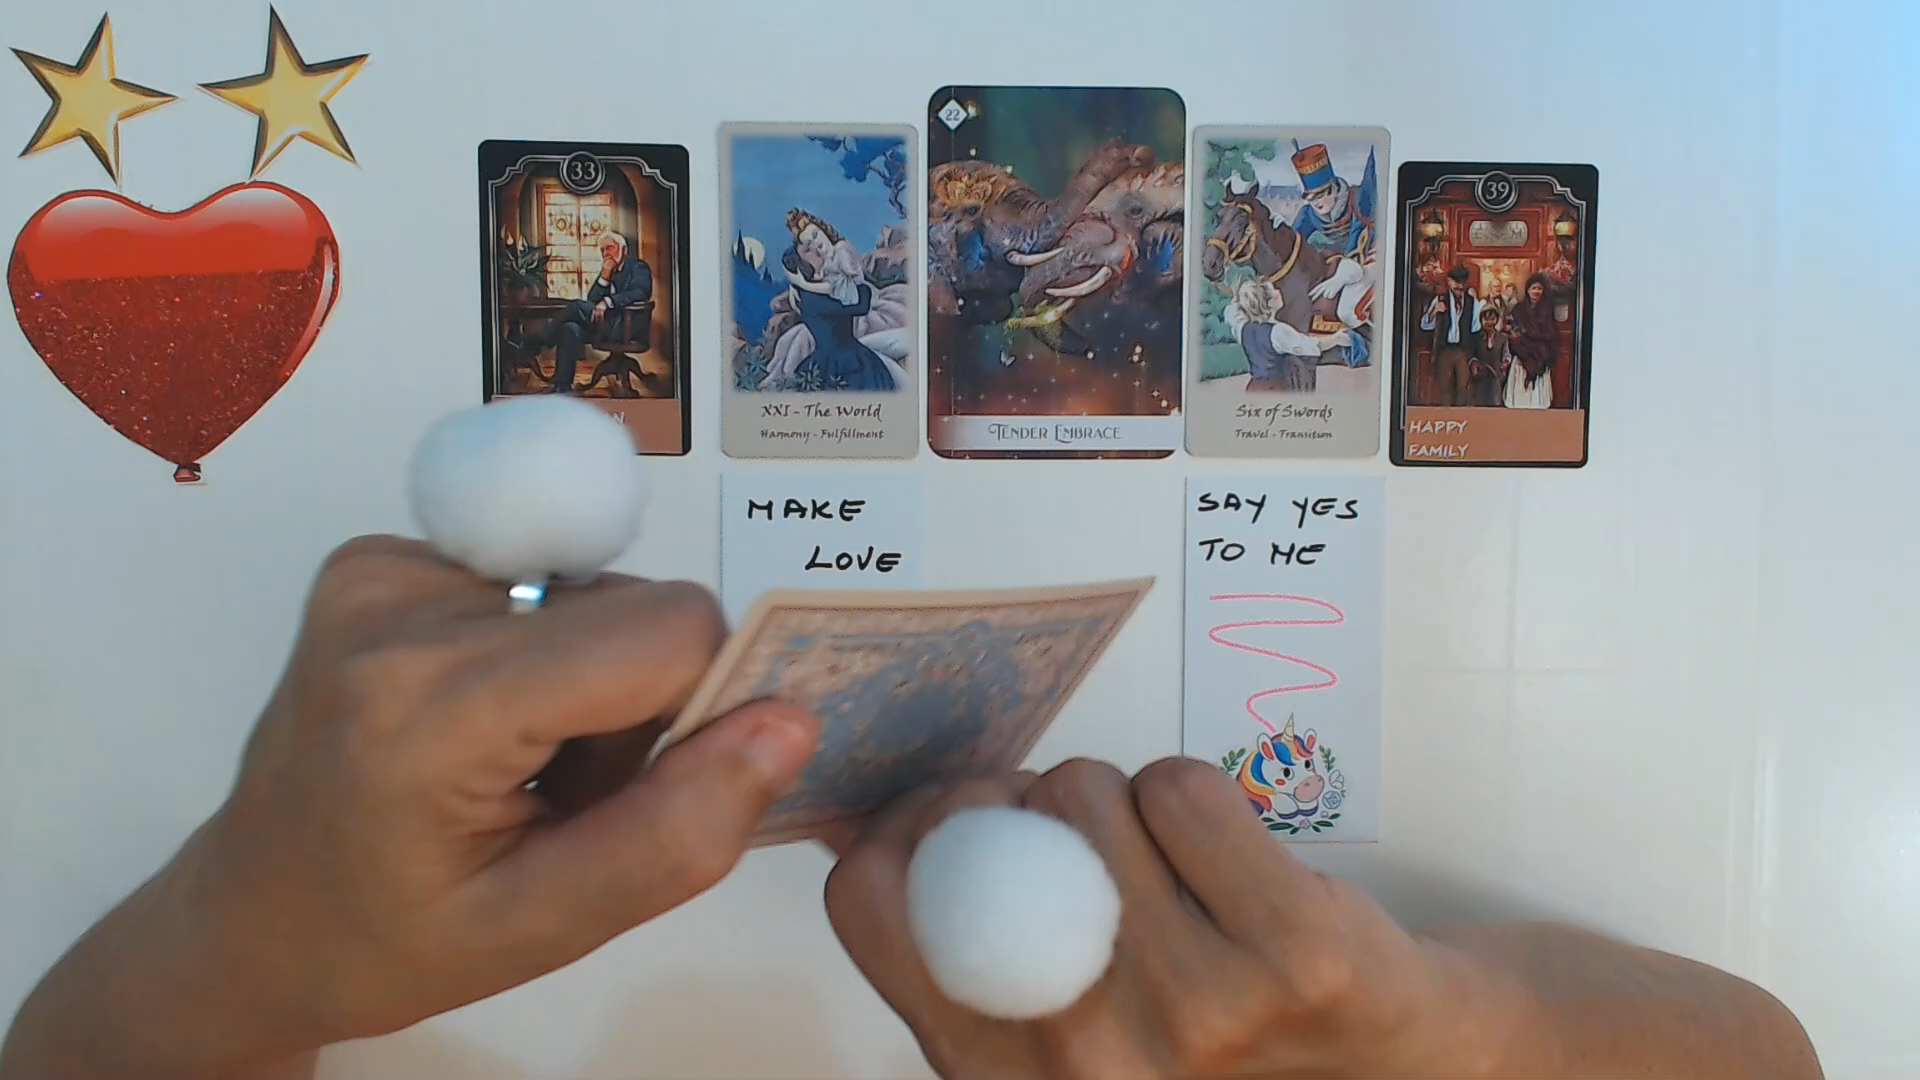 33
XXI - The World
Harmony - Fulfillment
22
TENDER EMBRACE
Six of Swords
Travel - Transition
39
HAPPY
FAMILY
MAKE
LOVE
SAY YES
TO ME